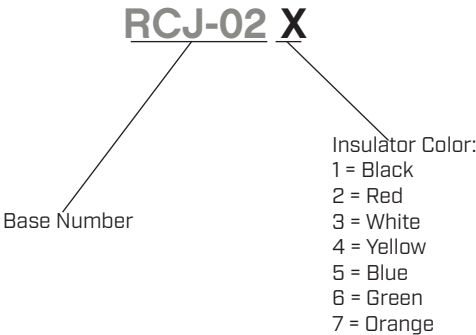 RCJ-02 X
Insulator Color:
1 = Black
2 = Red
3 = White
4 = Yellow
5 = Blue
6 = Green
7 = Orange
Base Number